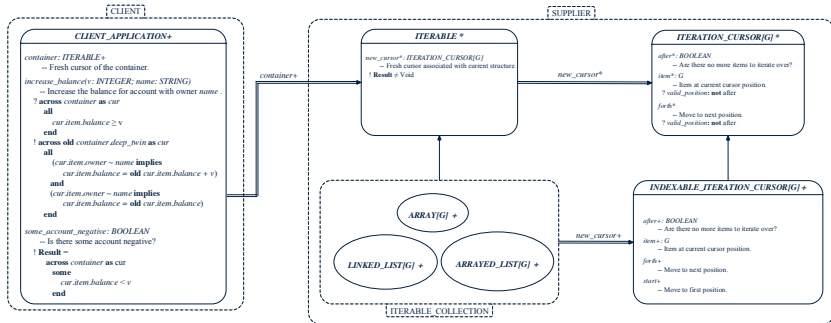 CLIENT
CLIENT_APPLICATION+
container: ITERABLE+
-- Fresh cursor of the container.
increase_balance(v: INTEGER; name: STRING)
-- Increase the balance for account with owner name .
? across container as cur
all
cur.item.balance ≥ v
end
! across old container.deep_twin as cur
all
(cur.item.owner ~ name implies
cur.item.balance = old cur.item.balance + v)
and
(cur.item.owner ~ name implies
cur.item.balance = old cur.item.balance)
end
some_account_negative: BOOLEAN
-- Is there some account negative?
! Result =
across container as cur
some
cur.item.balance < v
end
container+
SUPPLIER
ITERABLE *
new_cursor*: ITERATION_CURSOR[G]
-- Fresh cursor associated with current structure.
! Result ≠ Void
new_cursor*
ITERATION_CURSOR[G] *
after*: BOOLEAN
-- Are there no more items to iterate over?
item*: G
-- Item at current cursor position.
? valid_position: not after
forth*
-- Move to next position.
? valid_position: not after
ARRAY[G] +
LINKED_LIST[G] +
ARRAYED_LIST[G] +
ITERABLE_COLLECTION
new_cursor+
INDEXABLE_ITERATION_CURSOR[G] +
after+: BOOLEAN
-- Are there no more items to iterate over?
item+: G
-- Item at current cursor position.
forth+
-- Move to next position.
start+
-- Move to first position.